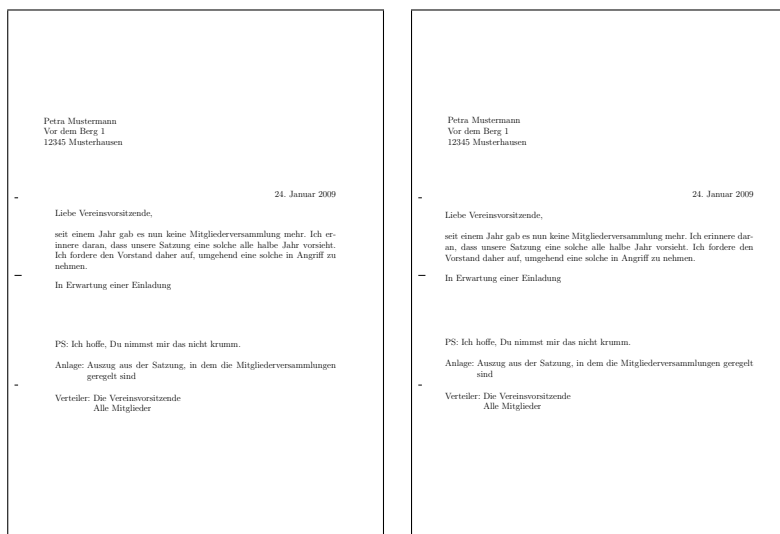 Petra Mustermann
Vor dem Berg 1
12345 Musterhausen
24. Januar 2009
Liebe Vereinsvorsitzende,
seit einem Jahr gab es nun keine Mitgliederversammlung mehr. Ich er-
innere daran, dass unsere Satzung eine solche alle halbe Jahr vorsieht.
Ich fordere den Vorstand daher auf, umgehend eine solche in Angriff zu
nehmen.
In Erwartung einer Einladung
PS: Ich hoffe, Du nimmst mir das nicht krumm.
Anlage: Auszug aus der Satzung, in dem die Mitgliederversammlungen
geregelt sind
Verteiler: Die Vereinsvorsitzende
Alle Mitglieder
Petra Mustermann
Vor dem Berg 1
12345 Musterhausen
24. Januar 2009
Liebe Vereinsvorsitzende,
seit einem Jahr gab es nun keine Mitgliederversammlung mehr. Ich erinnere dar-
an, dass unsere Satzung eine solche alle halbe Jahr vorsieht. Ich fordere den
Vorstand daher auf, umgehend eine solche in Angriff zu nehmen.
In Erwartung einer Einladung
PS: Ich hoffe, Du nimmst mir das nicht krumm.
Anlage: Auszug aus der Satzung, in dem die Mitgliederversammlungen geregelt
sind
Verteiler: Die Vereinsvorsitzende
Alle Mitglieder